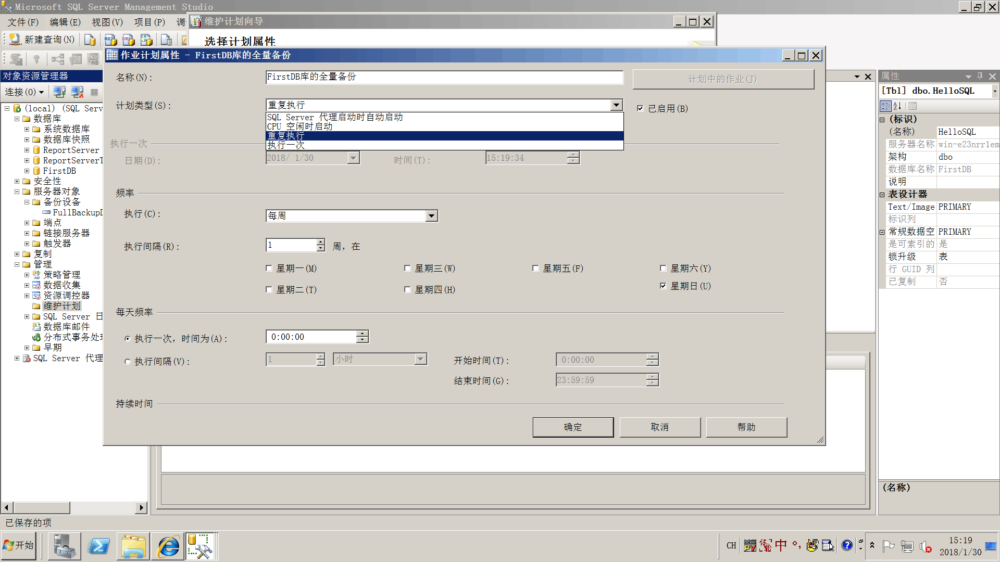 Microsoft SQL Server Management Studio
文件(F) 编辑(E) 视图(V) 项目(P) 调
维护计划向导
新建查询(N)
选择计划属性
作业计划属性 - FirstDB库的全量备份
对象资源管理器
连接(O)
(local) (SQL Serv
数据库
系统数据库
数据库快照
ReportServer
ReportServerT
FirstDB
安全性
服务器对象
备份设备
FullBackupD
端点
链接服务器
触发器
复制
管理
策略管理
数据收集
资源调控器
维护计划
SQL Server 日
数据库邮件
分布式事务处理
早期
SQL Server 代理
名称(N):
FirstDB库的全量备份
计划中的作业(J)
计划类型(S):
重复执行
已启用(B)
SQL Server 代理启动时自动启动
CPU 空闲时启动
重复执行
执行一次
执行一次
日期(D):
2018/ 1/30
时间(T):
15:19:34
频率
执行(C):
每周
执行间隔(R):
1
周，在
星期一(M) 星期三(W) 星期五(F) 星期六(Y)
星期二(T) 星期四(H) 星期日(U)
每天频率
执行一次，时间为(A):
0:00:00
执行间隔(V):
1
小时
开始时间(T):
0:00:00
结束时间(G):
23:59:59
持续时间
确定
取消
帮助
属性
[Tbl] dbo.HelloSQL
(标识)
(名称) HelloSQL
服务器名称 win-e23nrr1em
架构 dbo
数据库名称 FirstDB
说明
表设计器
Text/Image PRIMARY
标识列
常规数据空 PRIMARY
是可索引的 是
锁升级 表
行 GUID 列
已复制 否
(名称)
已保存的项
开始
CH
中
15:19
2018/1/30